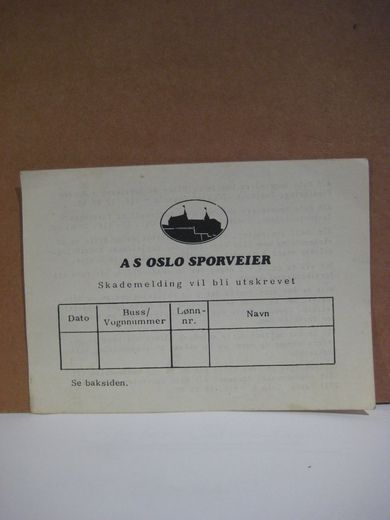 A S OSLO SPORVEIER
Skademelding vil bli utskrevet
Dato
Buss/
Vognnummer
Lønn-
nr.
Navn
Se baksiden.